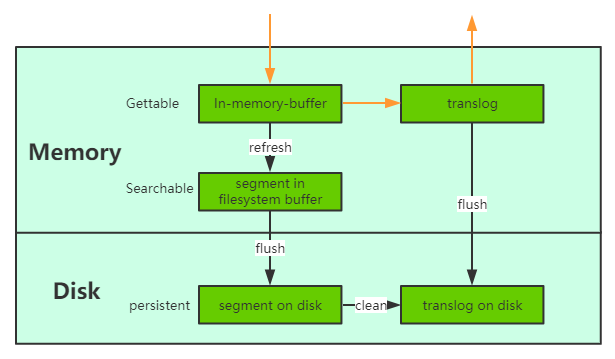 Gettable
In-memory-buffer
translog
refresh
Memory
Searchable
segment in
filesystem buffer
flush
flush
Disk
persistent
segment on disk
clean
translog on disk